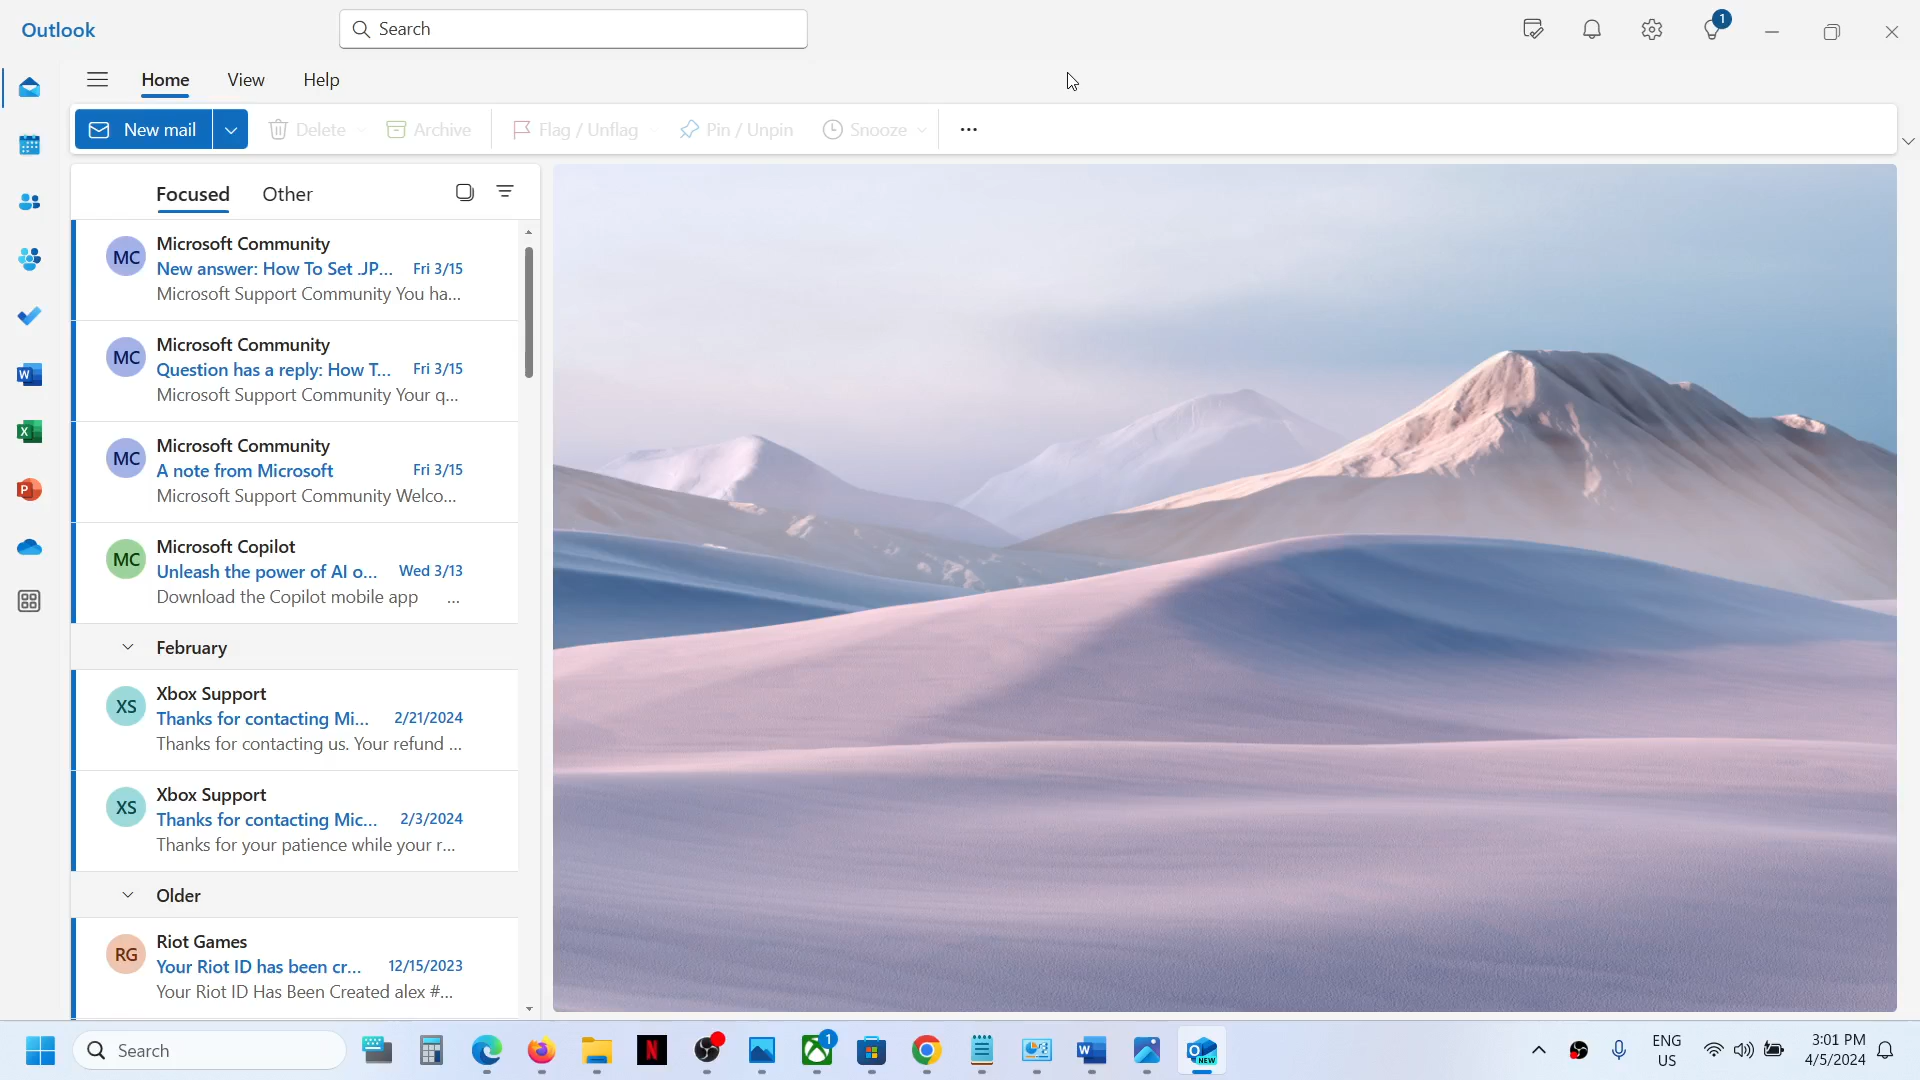 Outlook
Search
1
Home View Help
New mail Delete Archive Flag / Unflag Pin / Unpin Snooze ...
Focused Other
MC Microsoft Community
New answer: How To Set .JP... Fri 3/15
Microsoft Support Community You ha...
MC Microsoft Community
Question has a reply: How T... Fri 3/15
Microsoft Support Community Your q...
MC Microsoft Community
A note from Microsoft Fri 3/15
Microsoft Support Community Welco...
MC Microsoft Copilot
Unleash the power of AI o... Wed 3/13
Download the Copilot mobile app ...
February
XS Xbox Support
Thanks for contacting Mi... 2/21/2024
Thanks for contacting us. Your refund ...
XS Xbox Support
Thanks for contacting Mic... 2/3/2024
Thanks for your patience while your r...
Older
RG Riot Games
Your Riot ID has been cr... 12/15/2023
Your Riot ID Has Been Created alex #...
Search
N
1
W
NEW
ENG
US
3:01 PM
4/5/2024